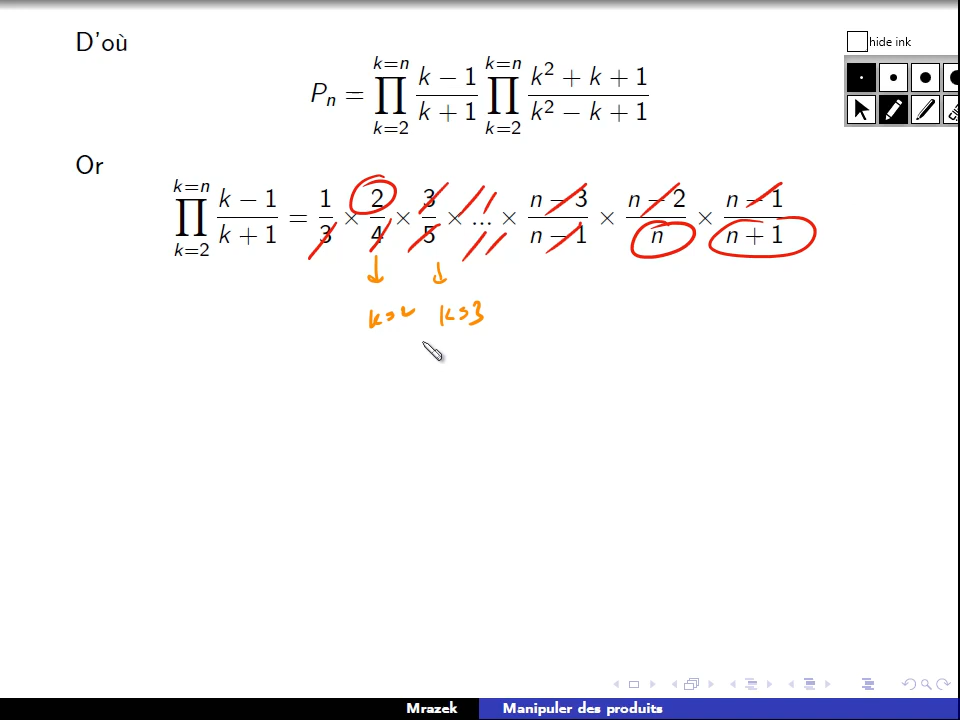 D'où
hide ink
P_n = ∏_{k=2}^{k=n} (k − 1)/(k + 1) ∏_{k=2}^{k=n} (k² + k + 1)/(k² − k + 1)
Or
∏_{k=2}^{k=n} (k − 1)/(k + 1) = 1/3 × 2/4 × 3/5 × ... × (n − 3)/(n − 1) × (n − 2)/n × (n − 1)/(n + 1)
k=3
Mrazek
Manipuler des produits